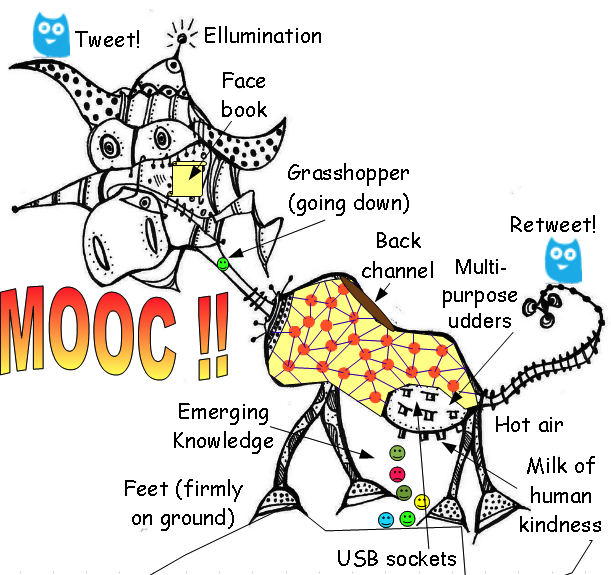 Tweet!
Ellumination
Face
book
Grasshopper
(going down)
Retweet!
Back
channel
Multi-
purpose
udders
MOOC !!
Emerging
Knowledge
Hot air
Feet (firmly
on ground)
Milk of
human
kindness
USB sockets